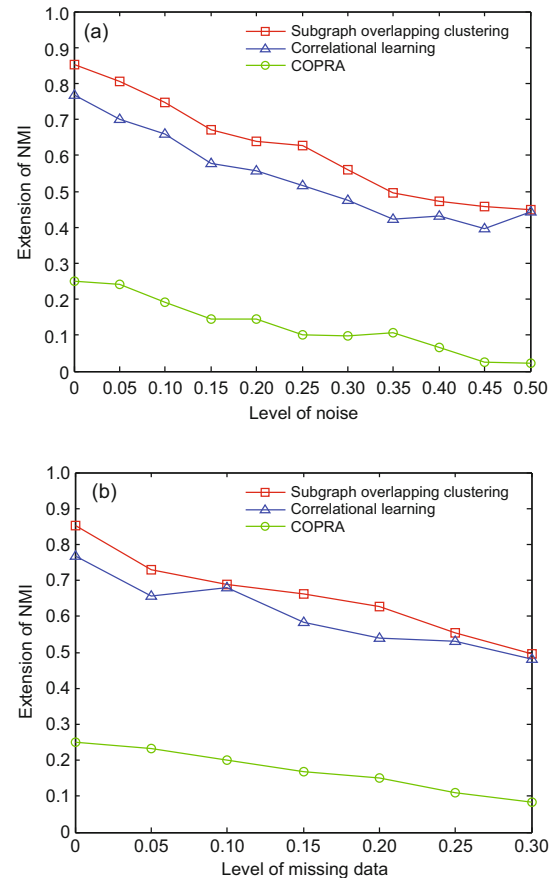 (a)
Subgraph overlapping clustering
Correlational learning
COPRA
1.0
0.9
0.8
0.7
0.6
0.5
0.4
0.3
0.2
0.1
0
Extension of NMI
0 0.05 0.10 0.15 0.20 0.25 0.30 0.35 0.40 0.45 0.50
Level of noise
(b)
Subgraph overlapping clustering
Correlational learning
COPRA
1.0
0.9
0.8
0.7
0.6
0.5
0.4
0.3
0.2
0.1
0
Extension of NMI
0 0.05 0.10 0.15 0.20 0.25 0.30
Level of missing data